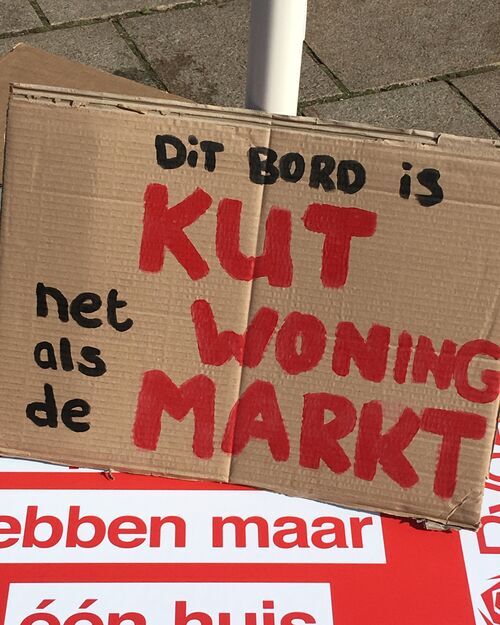 DiT BORD is
KUT
net WONING
als
de MARKT
ebben maar
één huis